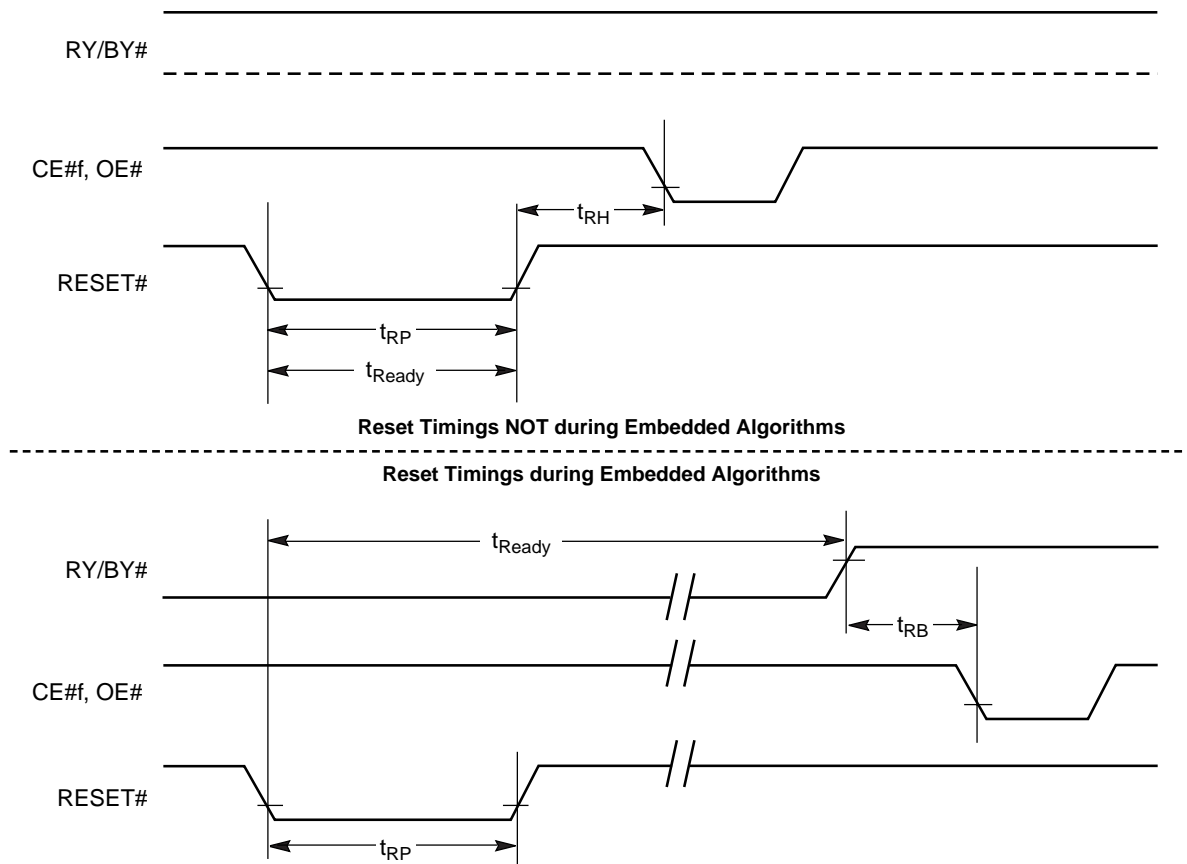 RY/BY#
CE#f, OE#
tRH
RESET#
tRP
tReady
Reset Timings NOT during Embedded Algorithms
Reset Timings during Embedded Algorithms
tReady
RY/BY#
tRB
CE#f, OE#
RESET#
tRP